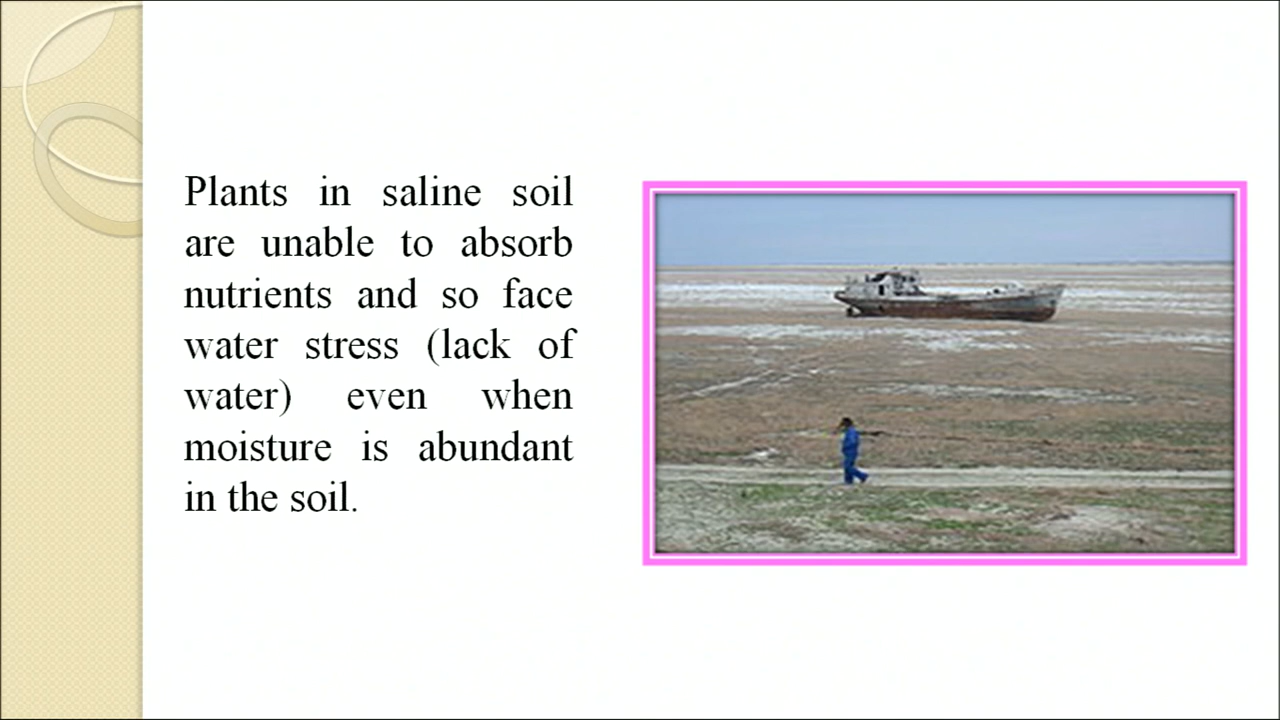 Plants in saline soil
are unable to absorb
nutrients and so face
water stress (lack of
water) even when
moisture is abundant
in the soil.